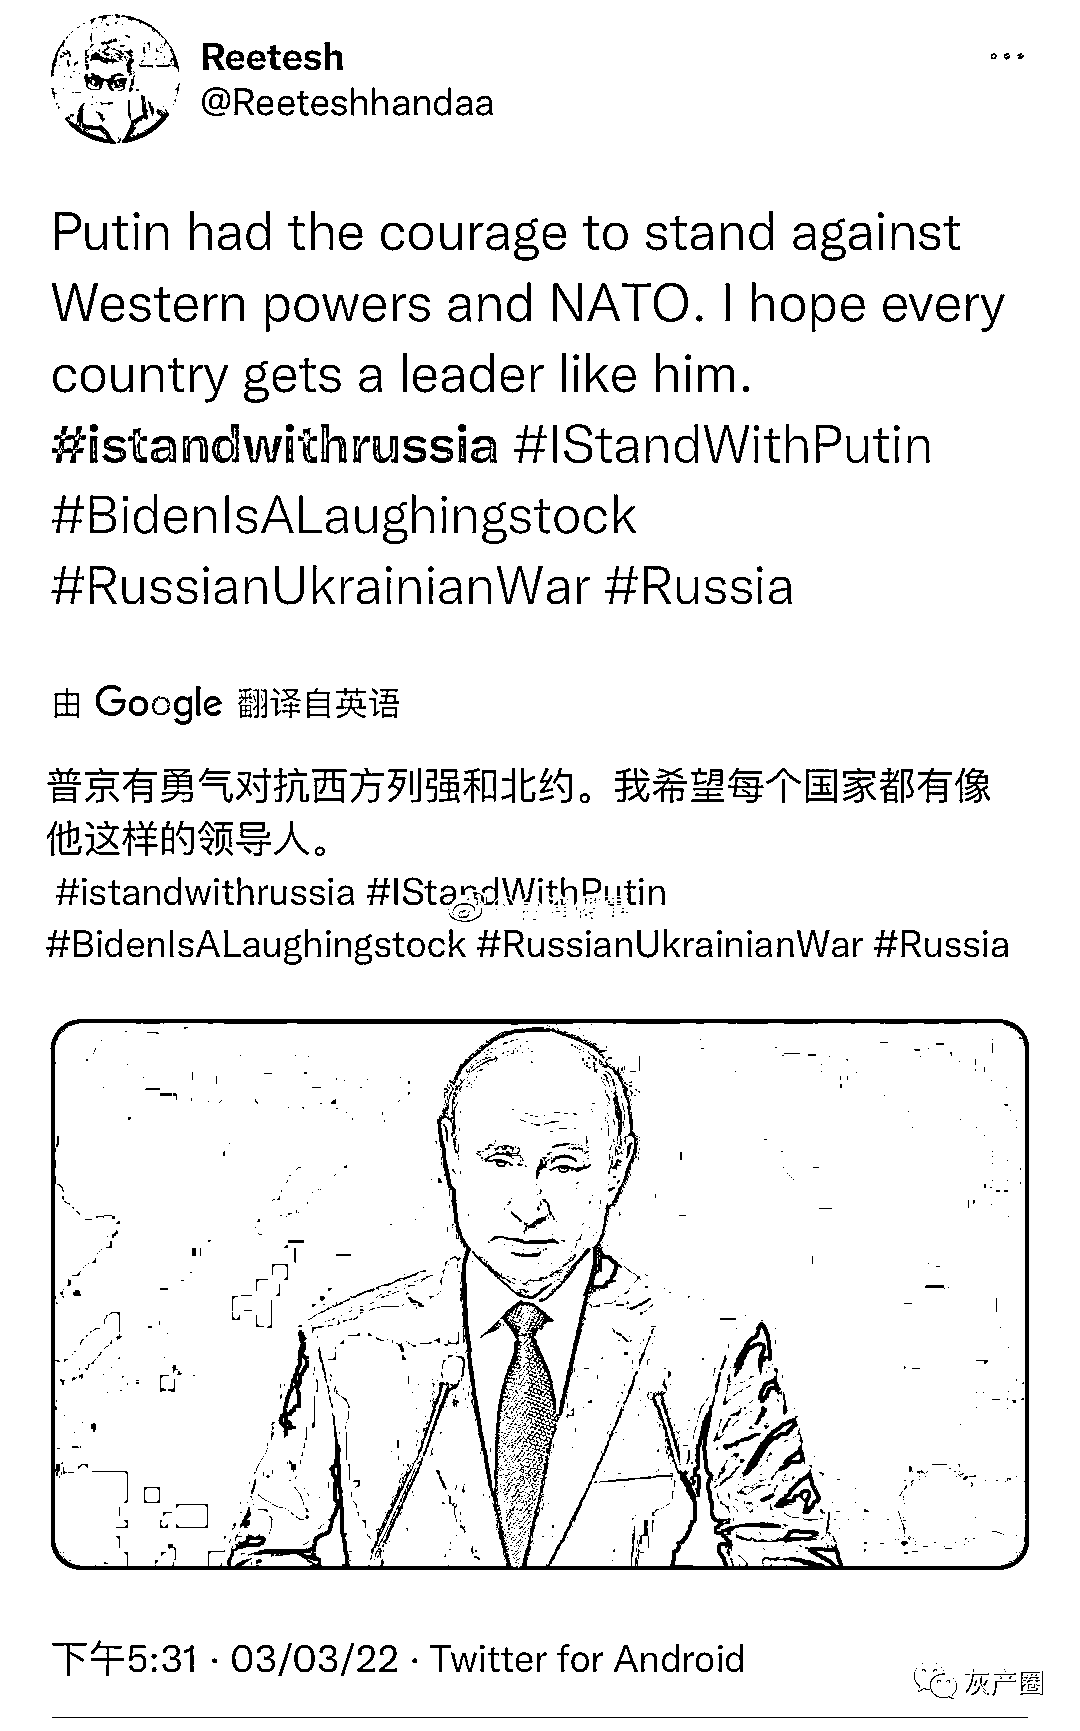 Reetesh
@Reeteshhandaa
Putin had the courage to stand against
Western powers and NATO. I hope every
country gets a leader like him.
#istandwithrussia #IStandWithPutin
#BidenIsALaughingstock
#RussianUkrainianWar #Russia
由 Google 翻译自英语
普京有勇气对抗西方列强和北约。我希望每个国家都有像
他这样的领导人。
#istandwithrussia #IStandWithPutin
#BidenIsALaughingstock #RussianUkrainianWar #Russia
下午5:31 · 03/03/22 · Twitter for Android
灰产圈